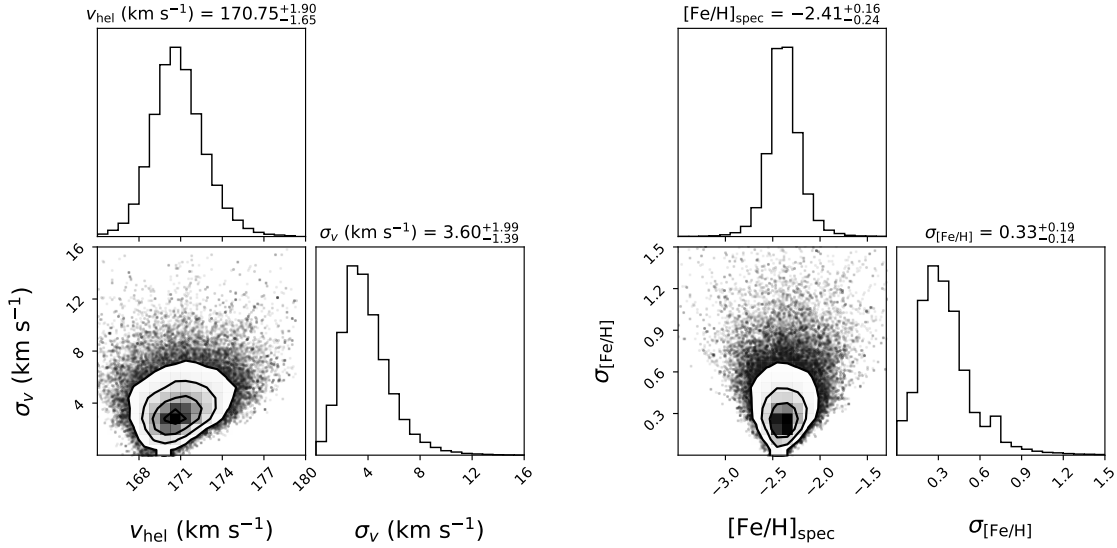 v_hel (km s⁻¹) = 170.75 +1.90 −1.65
σ_v (km s⁻¹) = 3.60 +1.99 −1.39
16
12
8
4
σ_v (km s⁻¹)
168 171 174 177 180
4 8 12 16
v_hel (km s⁻¹)
σ_v (km s⁻¹)
[Fe/H]spec = −2.41 +0.16 −0.24
σ_[Fe/H] = 0.33 +0.19 −0.14
1.5
1.2
0.9
0.6
0.3
σ_[Fe/H]
−3.0 −2.5 −2.0 −1.5
0.3 0.6 0.9 1.2 1.5
[Fe/H]spec
σ_[Fe/H]